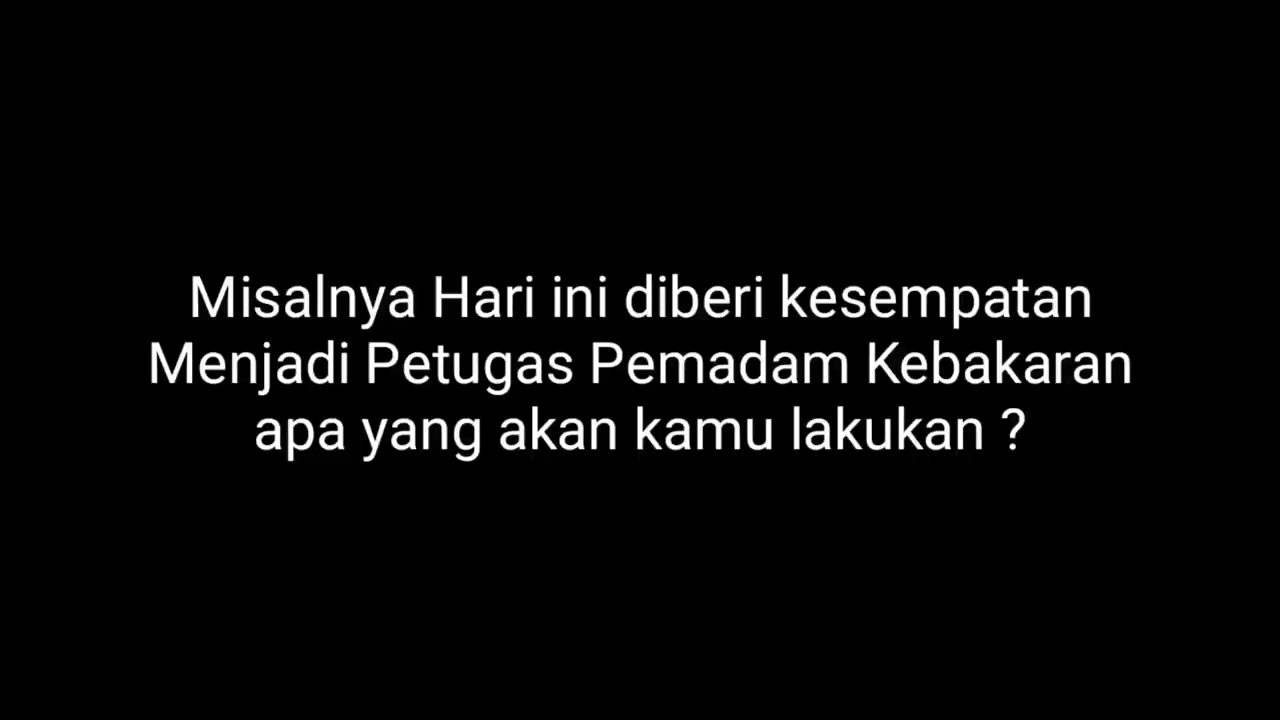 Misalnya Hari ini diberi kesempatan
Menjadi Petugas Pemadam Kebakaran
apa yang akan kamu lakukan ?